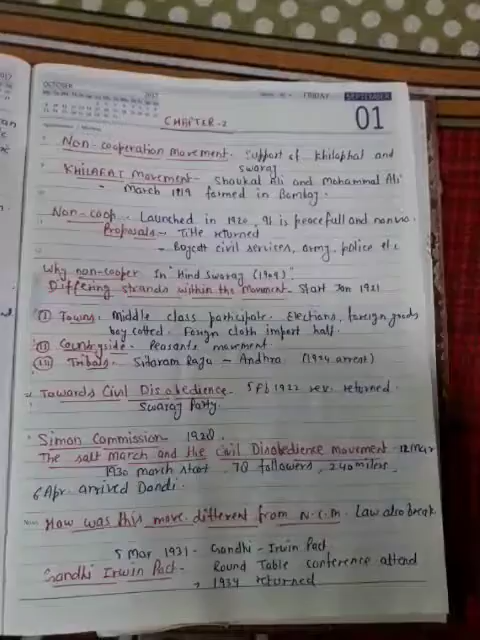 OCTOBER 2017
FRIDAY SEPTEMBER
01
CHAPTER-2
Non-cooperation movement. Support of Khilaphat and
swaraj
KHILAFAT Movement- Shoukat Ali and Mohammal Ali
- March 1919 formed in Bombay.
Non-coop. Launched in 1920, It is peacefull and nonvio.
Proposals - Title returned
- Boycott civil services, army, police etc
Why non-cooper In "Hind Swaraj (1909)"
Differing strands within the Movment- Start Jan 1921
(I) Towns. Middle class participate. Elections, foreign goods
boycotted. Foreign cloth import half.
(II) Countryside. Peasants movement.
(III) Tribals. Sitaram Raju - Andhra (1924 arrest)
Towards Civil Disobedience- 5 Feb 1922 rev. returned.
Swaraj Party.
Simon Commission- 1928.
The salt March and the Civil Disobedience movement - 12 Mar
1930 march start. 78 followers, 240 miles,
6 Apr. arrived Dandi.
How was this move. different from N.C.M. Law also break.
5 Mar 1931- Gandhi-Irwin Pact
Gandhi Irwin Pact- Round Table conference attend
, 1934 returned